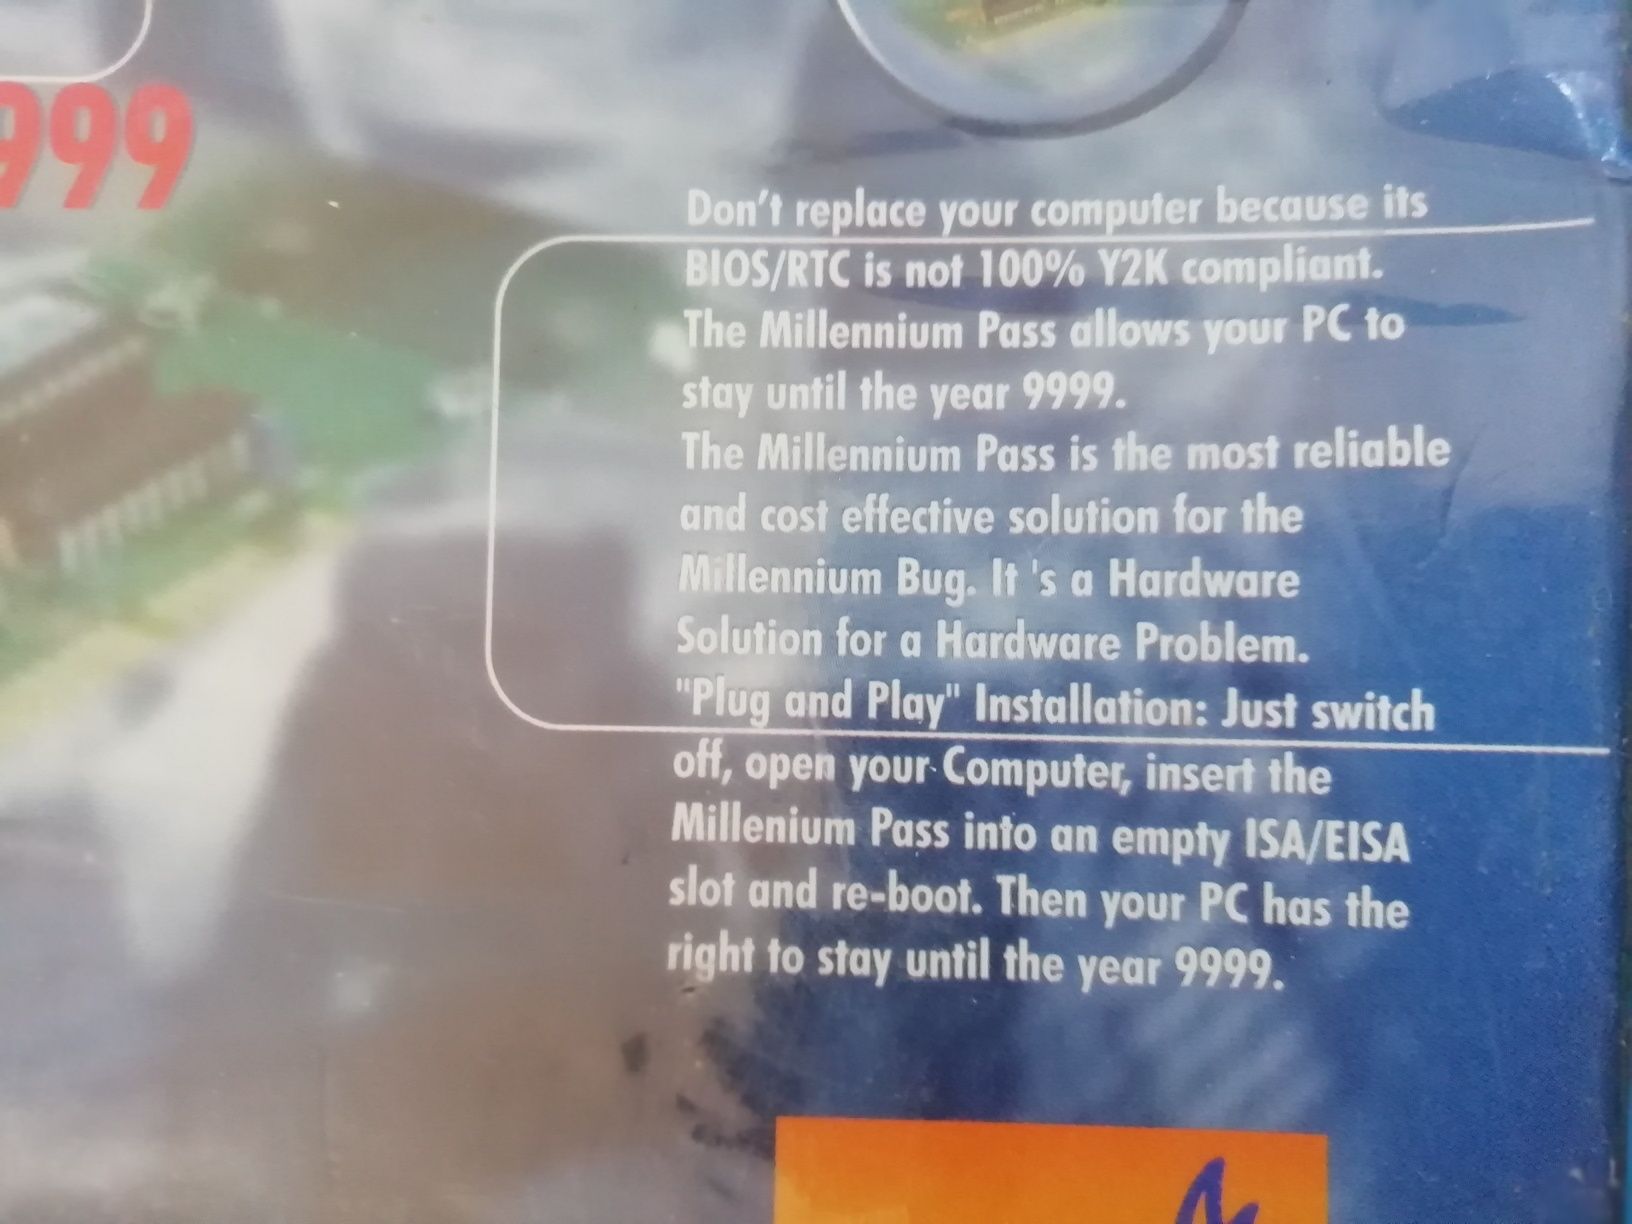 999
Don't replace your computer because its
BIOS/RTC is not 100% Y2K compliant.
The Millennium Pass allows your PC to
stay until the year 9999.
The Millennium Pass is the most reliable
and cost effective solution for the
Millennium Bug. It 's a Hardware
Solution for a Hardware Problem.
"Plug and Play" Installation: Just switch
off, open your Computer, insert the
Millenium Pass into an empty ISA/EISA
slot and re-boot. Then your PC has the
right to stay until the year 9999.